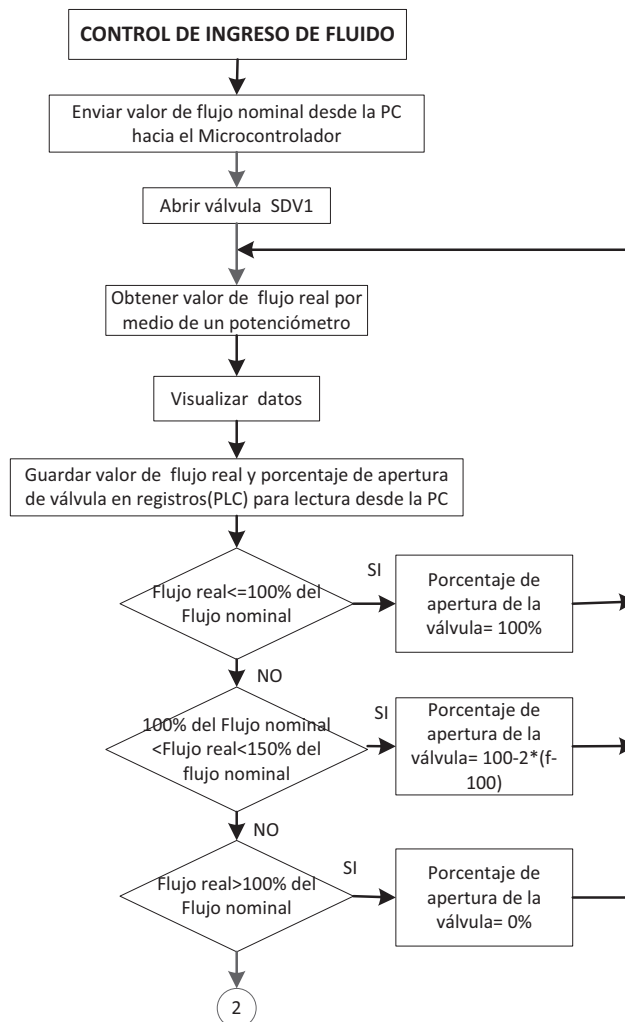 CONTROL DE INGRESO DE FLUIDO
Enviar valor de flujo nominal desde la PC
hacia el Microcontrolador
Abrir válvula SDV1
Obtener valor de flujo real por
medio de un potenciómetro
Visualizar datos
Guardar valor de flujo real y porcentaje de apertura
de válvula en registros(PLC) para lectura desde la PC
Flujo real<=100% del
Flujo nominal
SI
Porcentaje de
apertura de la
válvula= 100%
NO
100% del Flujo nominal
<Flujo real<150% del
flujo nominal
SI
Porcentaje de
apertura de la
válvula= 100-2*(f-
100)
NO
Flujo real>100% del
Flujo nominal
SI
Porcentaje de
apertura de la
válvula= 0%
2